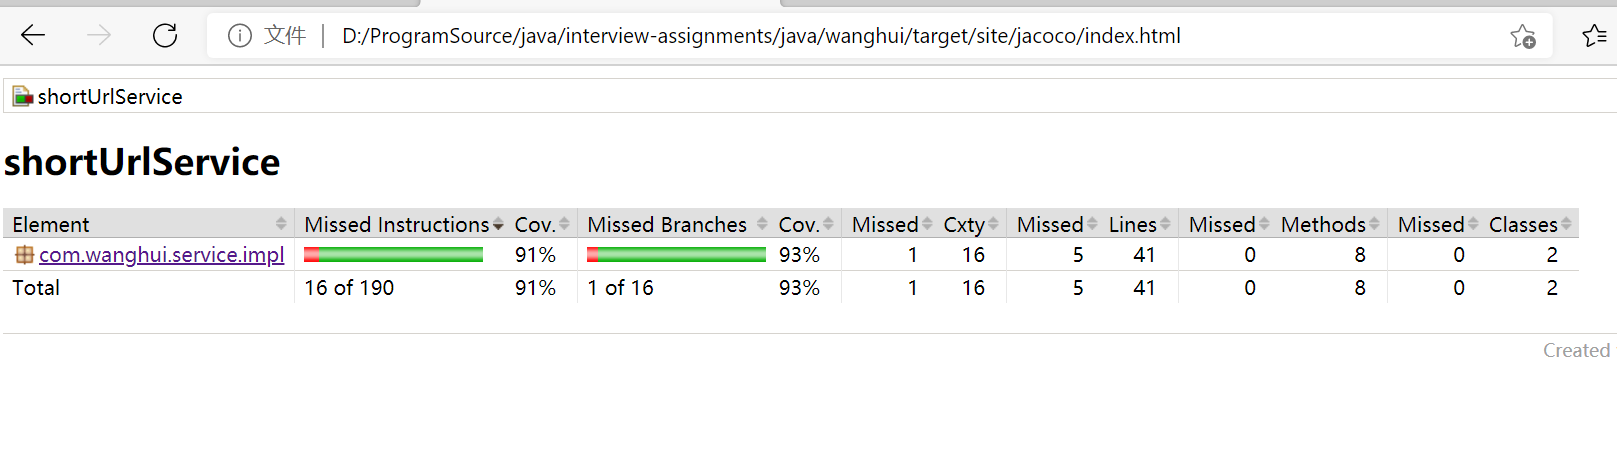 文件 D:/ProgramSource/java/interview-assignments/java/wanghui/target/site/jacoco/index.html
shortUrlService
shortUrlService
Element Missed Instructions Cov. Missed Branches Cov. Missed Cxty Missed Lines Missed Methods Missed Classes
com.wanghui.service.impl 91% 93% 1 16 5 41 0 8 0 2
Total 16 of 190 91% 1 of 16 93% 1 16 5 41 0 8 0 2
Created